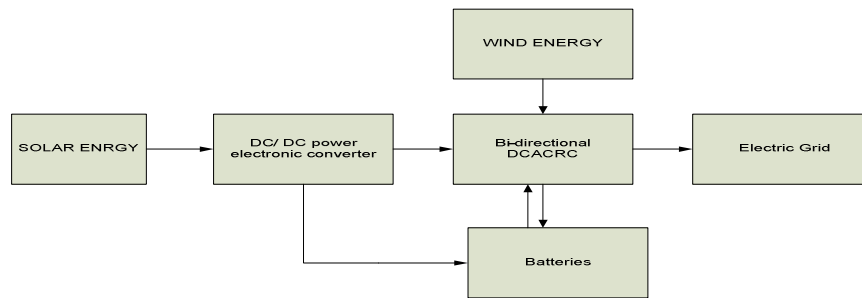 WIND ENERGY
SOLAR ENRGY
DC/ DC power
electronic converter
Bi-directional
DCACRC
Electric Grid
Batteries